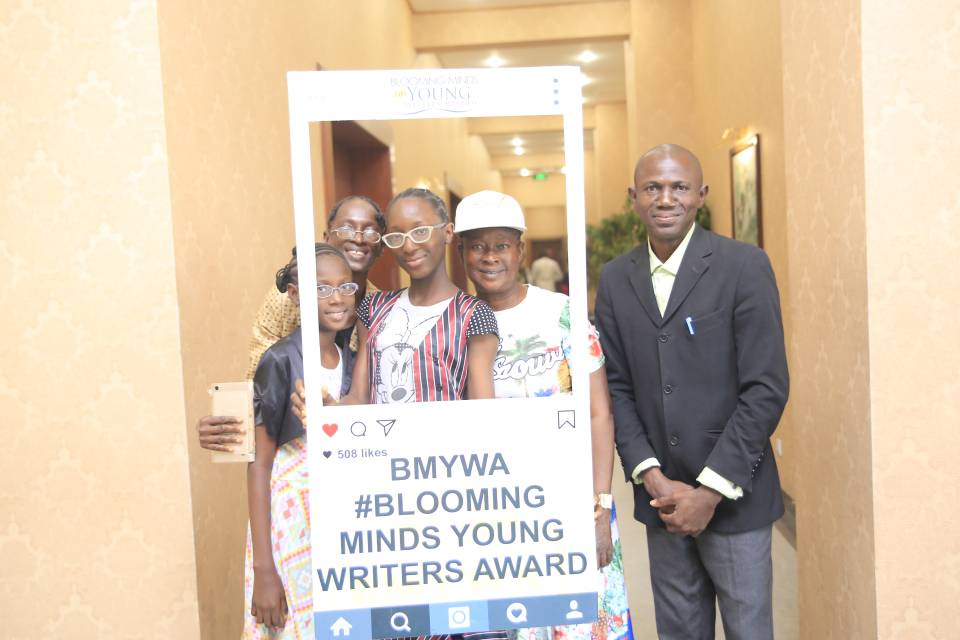 BLOOMING MINDS
YOUNG
508 likes
BMYWA
#BLOOMING
MINDS YOUNG
WRITERS AWARD